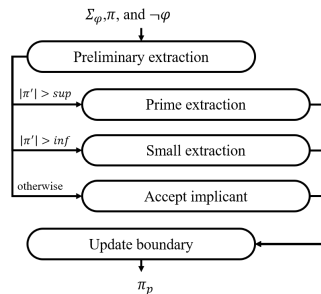 Σ_φ,π, and ¬φ
Preliminary extraction
|π′| > sup
Prime extraction
|π′| > inf
Small extraction
otherwise
Accept implicant
Update boundary
π_p